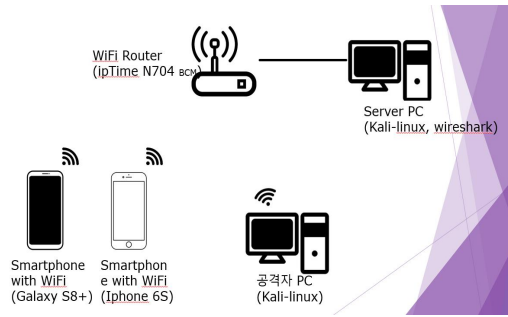 WiFi Router
(ipTime N704 BCM)
Server PC
(Kali-linux, wireshark)
Smartphone
with WiFi
(Galaxy S8+)
Smartphon
e with WiFi
(Iphone 6S)
공격자 PC
(Kali-linux)